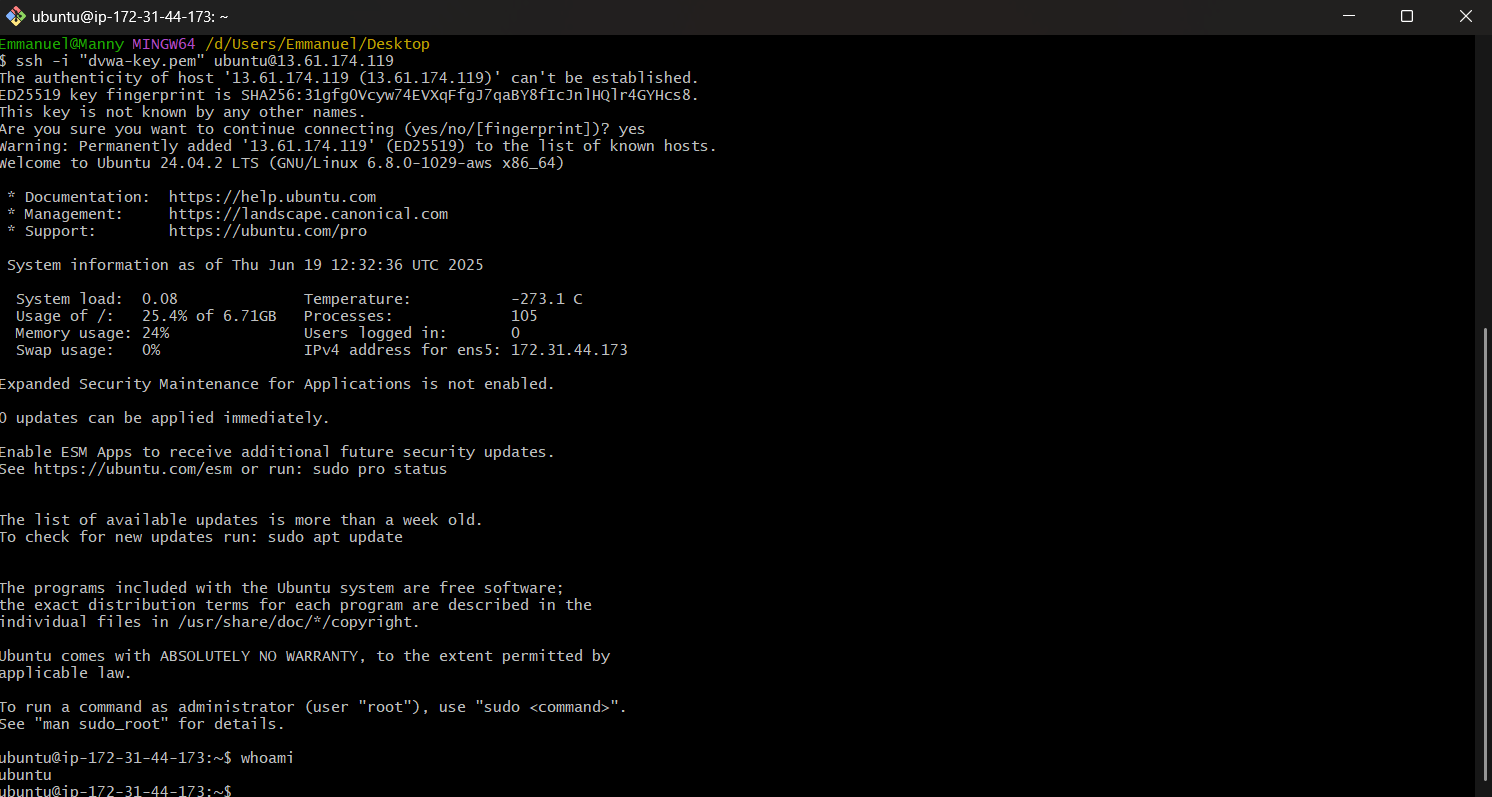 ubuntu@ip-172-31-44-173: ~
Emmanuel@Manny MINGW64 /d/Users/Emmanuel/Desktop
$ ssh -i "dvwa-key.pem" ubuntu@13.61.174.119
The authenticity of host '13.61.174.119 (13.61.174.119)' can't be established.
ED25519 key fingerprint is SHA256:31gfgOVcyw74EVXqFfgJ7qaBY8fIcJnlHQlr4GYHcs8.
This key is not known by any other names.
Are you sure you want to continue connecting (yes/no/[fingerprint])? yes
Warning: Permanently added '13.61.174.119' (ED25519) to the list of known hosts.
Welcome to Ubuntu 24.04.2 LTS (GNU/Linux 6.8.0-1029-aws x86_64)
* Documentation:  https://help.ubuntu.com
* Management:     https://landscape.canonical.com
* Support:        https://ubuntu.com/pro
System information as of Thu Jun 19 12:32:36 UTC 2025
System load:  0.08              Temperature:           -273.1 C
Usage of /:   25.4% of 6.71GB   Processes:             105
Memory usage: 24%               Users logged in:       0
Swap usage:   0%                IPv4 address for ens5: 172.31.44.173
Expanded Security Maintenance for Applications is not enabled.
0 updates can be applied immediately.
Enable ESM Apps to receive additional future security updates.
See https://ubuntu.com/esm or run: sudo pro status
The list of available updates is more than a week old.
To check for new updates run: sudo apt update
The programs included with the Ubuntu system are free software;
the exact distribution terms for each program are described in the
individual files in /usr/share/doc/*/copyright.
Ubuntu comes with ABSOLUTELY NO WARRANTY, to the extent permitted by
applicable law.
To run a command as administrator (user "root"), use "sudo <command>".
See "man sudo_root" for details.
ubuntu@ip-172-31-44-173:~$ whoami
ubuntu
ubuntu@ip-172-31-44-173:~$